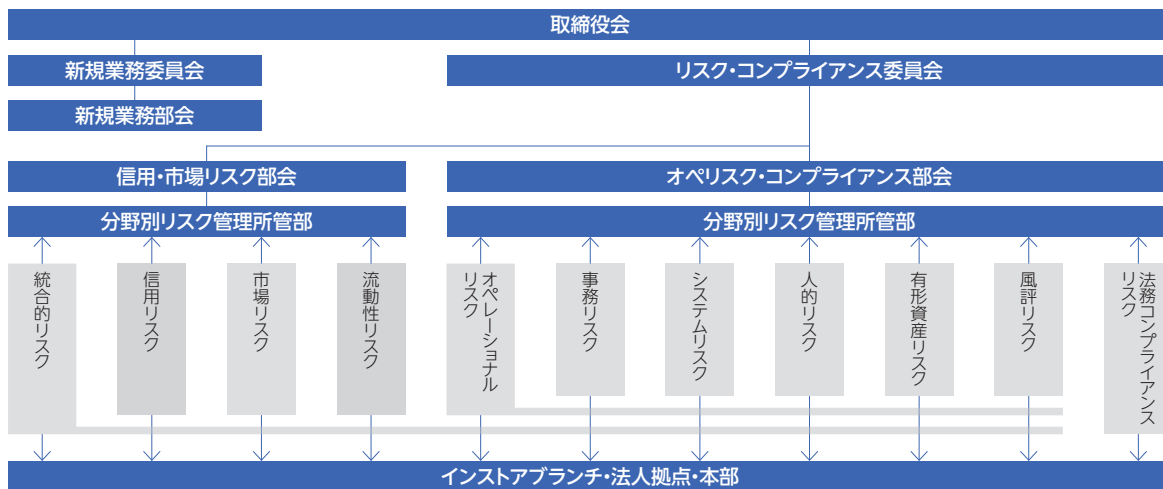 取締役会
新規業務委員会
リスク・コンプライアンス委員会
新規業務部会
信用・市場リスク部会
オペリスク・コンプライアンス部会
分野別リスク管理所管部
分野別リスク管理所管部
統合的リスク
信用リスク
市場リスク
流動性リスク
オペレーショナル
リスク
事務リスク
システムリスク
人的リスク
有形資産リスク
風評リスク
法務コンプライアンス
リスク
インストアブランチ・法人拠点・本部